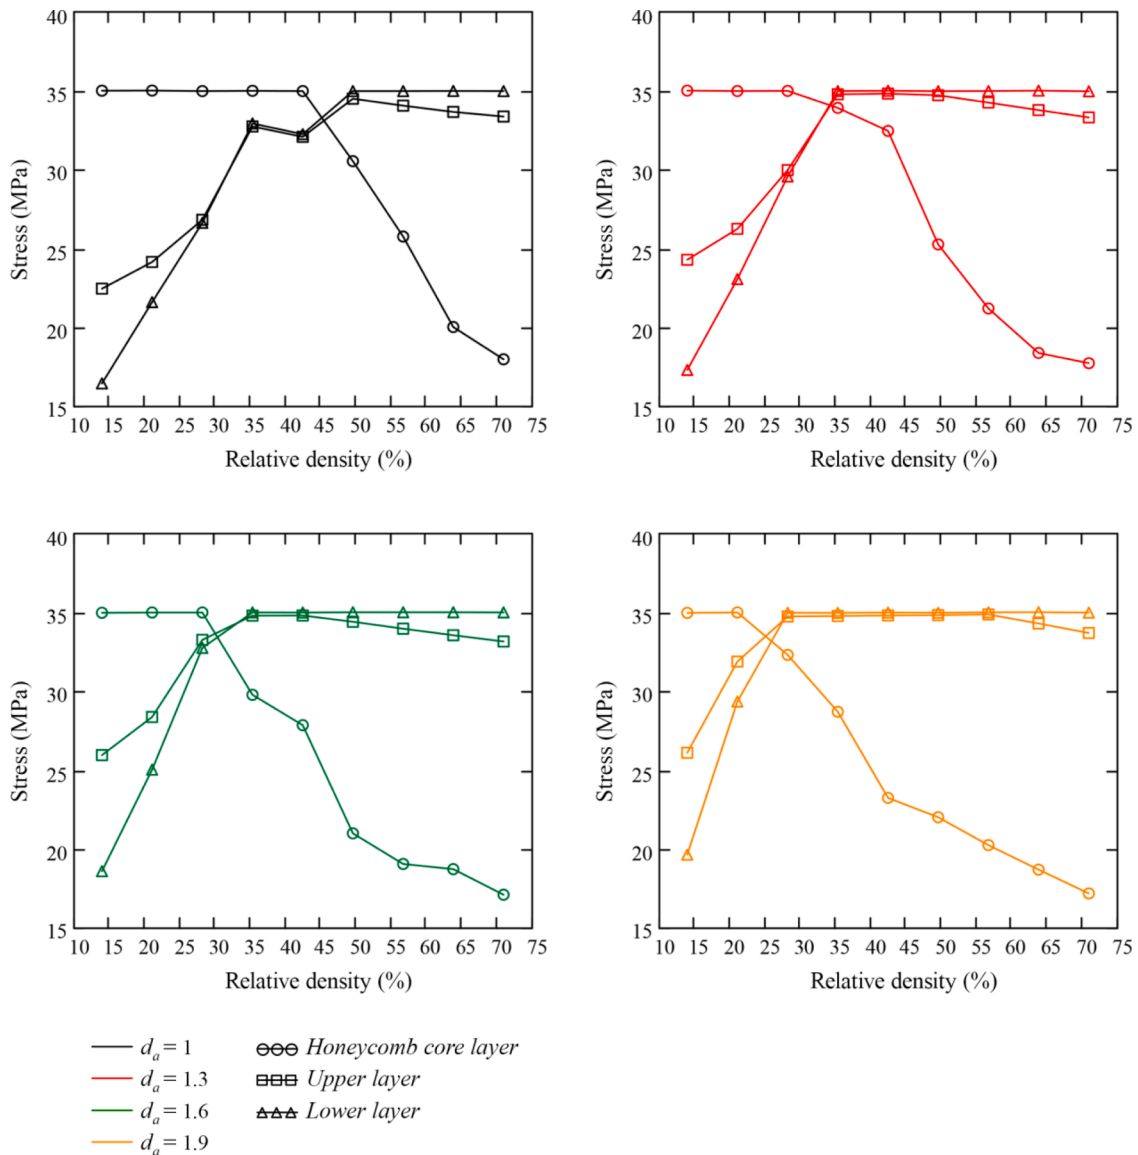 40
35
30
25
20
15
Stress (MPa)
10 15 20 25 30 35 40 45 50 55 60 65 70 75
Relative density (%)
40
35
30
25
20
15
Stress (MPa)
10 15 20 25 30 35 40 45 50 55 60 65 70 75
Relative density (%)
40
35
30
25
20
15
Stress (MPa)
10 15 20 25 30 35 40 45 50 55 60 65 70 75
Relative density (%)
40
35
30
25
20
15
Stress (MPa)
10 15 20 25 30 35 40 45 50 55 60 65 70 75
Relative density (%)
dₐ = 1 Honeycomb core layer
dₐ = 1.3 Upper layer
dₐ = 1.6 Lower layer
dₐ = 1.9